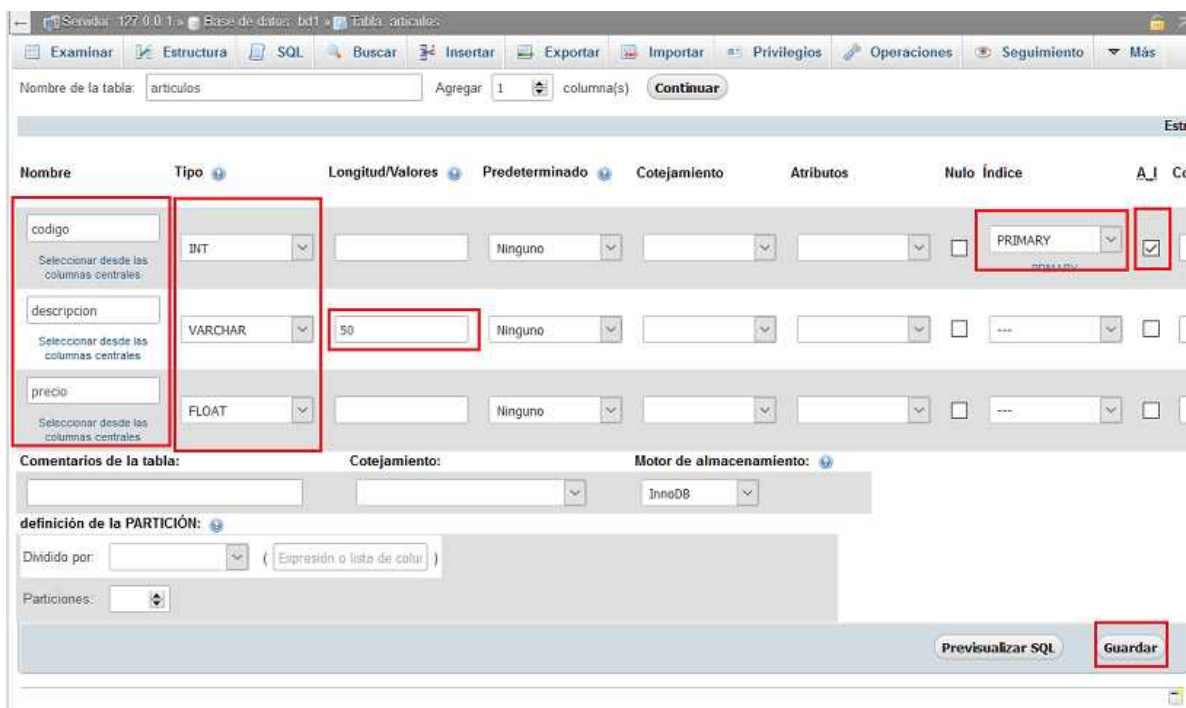 Servidor: 127.0.0.1 » Base de datos: bd1 » Tabla: articulos
Examinar Estructura SQL Buscar Insertar Exportar Importar Privilegios Operaciones Seguimiento Más
Nombre de la tabla: articulos Agregar 1 columna(s) Continuar
Estr
Nombre Tipo Longitud/Valores Predeterminado Cotejamiento Atributos Nulo Índice A_I Co
codigo INT Ninguno PRIMARY
Seleccionar desde las
columnas centrales
PRIMARY
descripcion VARCHAR 50 Ninguno ---
Seleccionar desde las
columnas centrales
precio FLOAT Ninguno ---
Seleccionar desde las
columnas centrales
Comentarios de la tabla: Cotejamiento: Motor de almacenamiento:
InnoDB
definición de la PARTICIÓN:
Dividido por: ( Expresión o lista de colur )
Particiones:
Previsualizar SQL Guardar